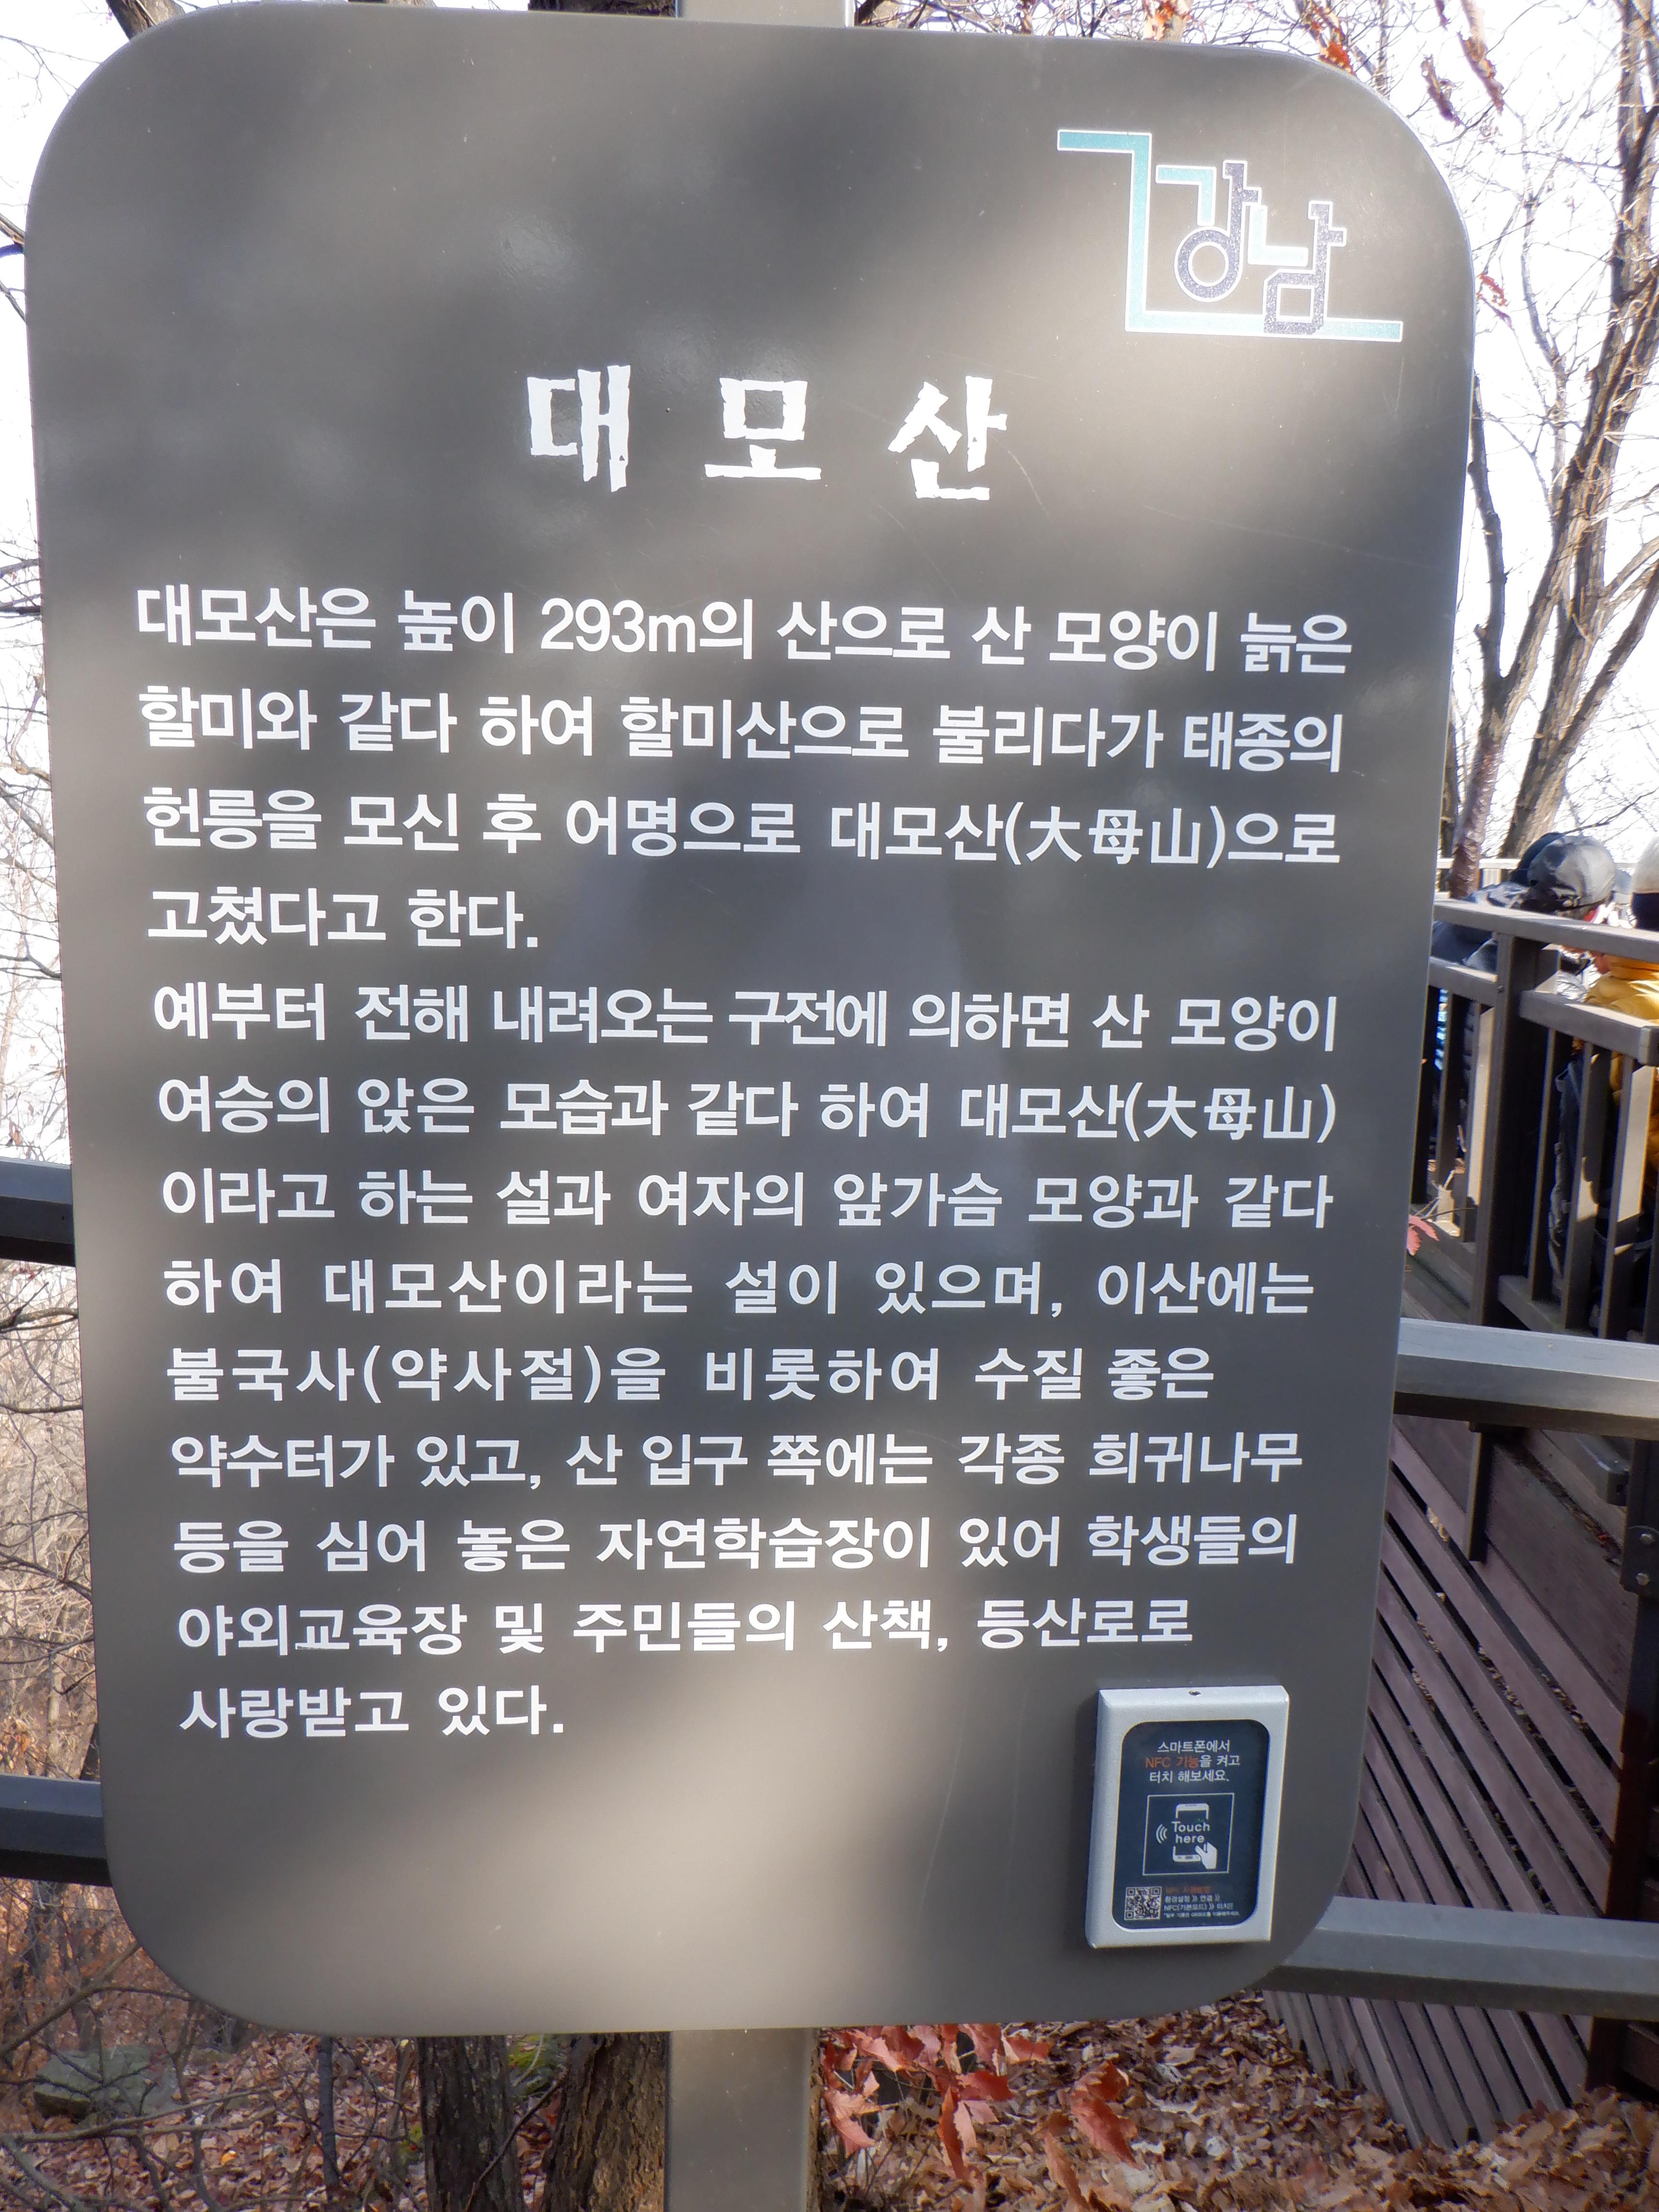 강남
대모산
대모산은 높이 293m의 산으로 산 모양이 늙은
할미와 같다 하여 할미산으로 불리다가 태종의
헌릉을 모신 후 어명으로 대모산(大母山)으로
고쳤다고 한다.
예부터 전해 내려오는 구전에 의하면 산 모양이
여승의 앉은 모습과 같다 하여 대모산(大母山)
이라고 하는 설과 여자의 앞가슴 모양과 같다
하여 대모산이라는 설이 있으며, 이산에는
불국사(약사절)을 비롯하여 수질 좋은
약수터가 있고, 산 입구 쪽에는 각종 희귀나무
등을 심어 놓은 자연학습장이 있어 학생들의
야외교육장 및 주민들의 산책, 등산로로
사랑받고 있다.
스마트폰에서
NFC 기능을 켜고
터치 해보세요.
Touch
here